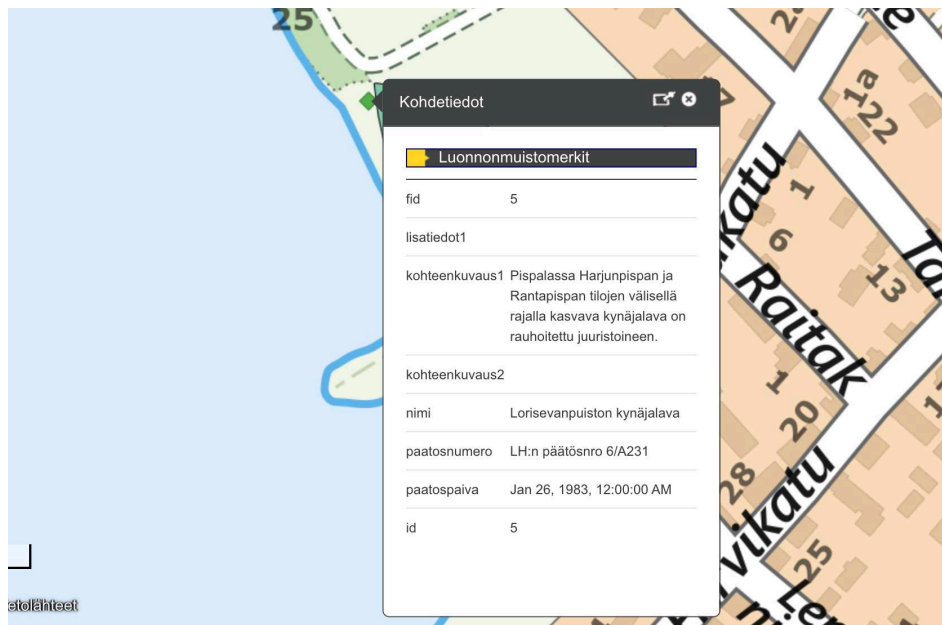 25
Kohdetiedot
Luonnonmuistomerkit
fid 5
lisatiedot1
kohteenkuvaus1 Pispalassa Harjunpispan ja
Rantapispan tilojen välisellä
rajalla kasvava kynäjalava on
rauhoitettu juuristoineen.
kohteenkuvaus2
nimi Lorisevanpuiston kynäjalava
paatosnumero LH:n päätösnro 6/A231
paatospaiva Jan 26, 1983, 12:00:00 AM
id 5
1a
22
1
6
13
Raitak
1
20
28
25
etolähteet